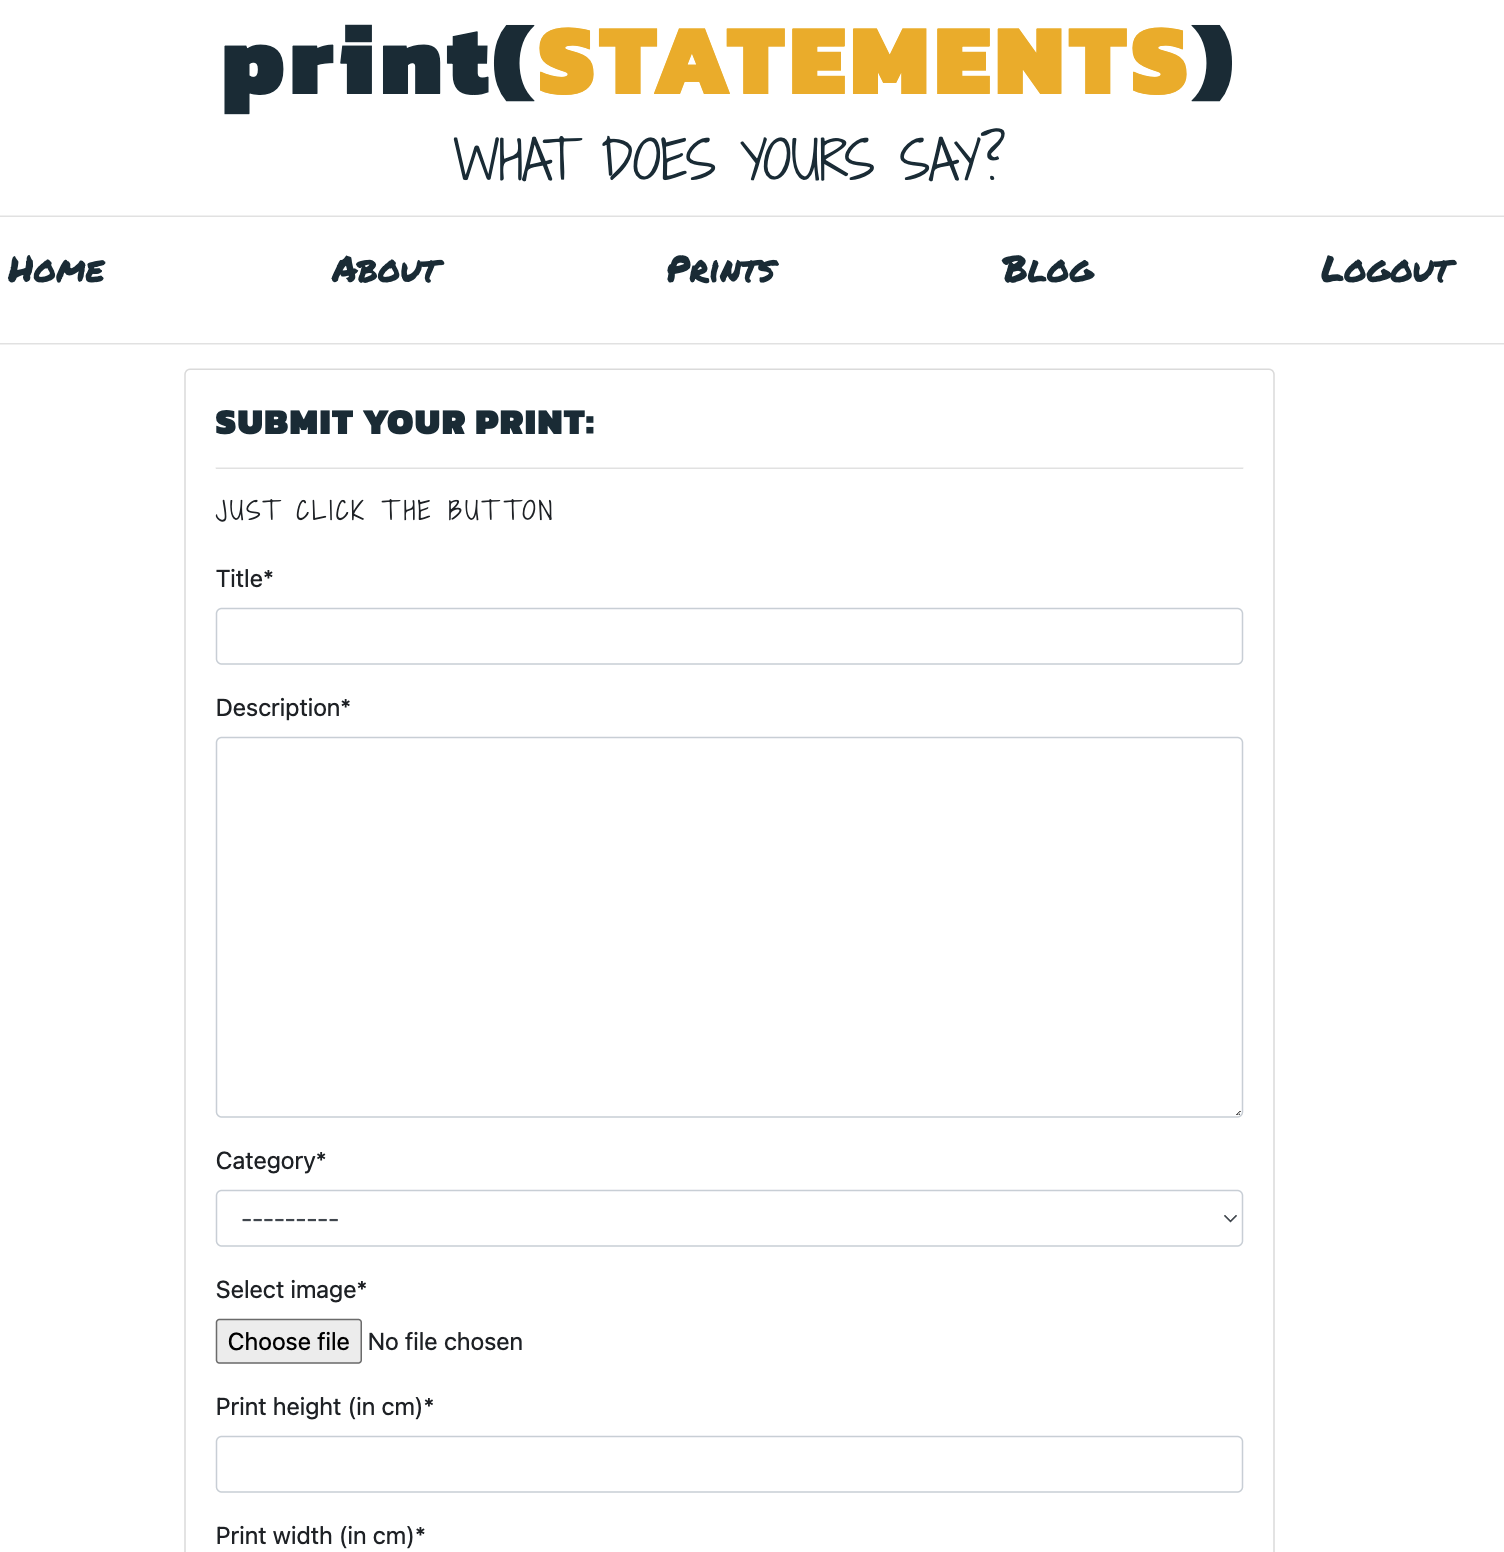 print(STATEMENTS)
WHAT DOES YOURS SAY?
HOME ABOUT PRINTS BLOG LOGOUT
SUBMIT YOUR PRINT:
JUST CLICK THE BUTTON
Title*
Description*
Category*
---------
Select image*
Choose file No file chosen
Print height (in cm)*
Print width (in cm)*